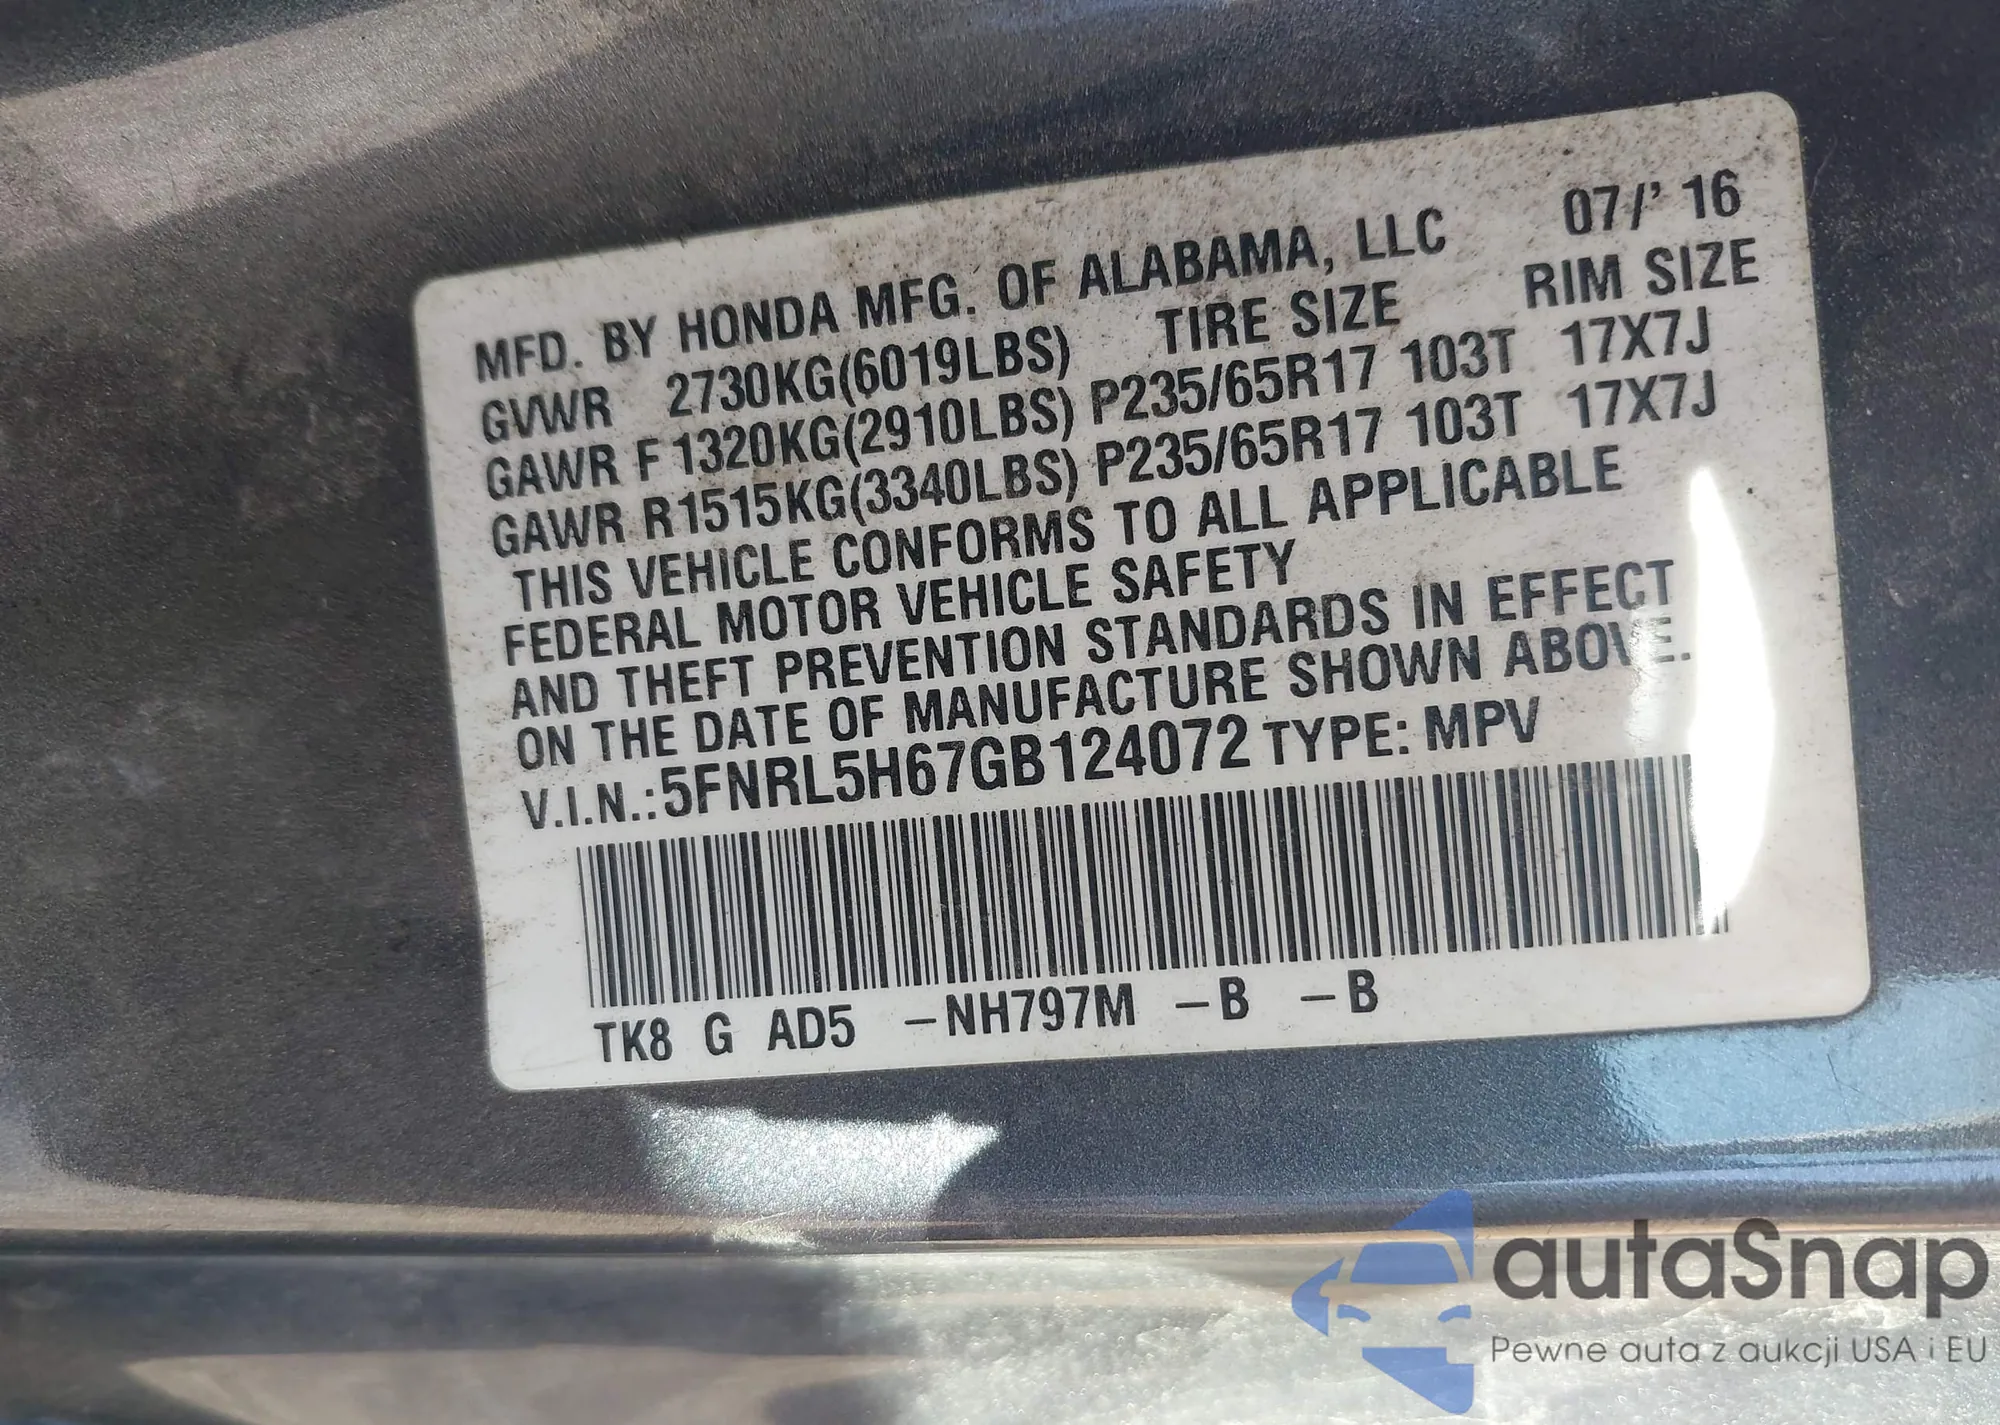 MFD. BY HONDA MFG. OF ALABAMA, LLC 07/' 16
GVWR 2730KG(6019LBS) TIRE SIZE RIM SIZE
GAWR F 1320KG(2910LBS) P235/65R17 103T 17X7J
GAWR R1515KG(3340LBS) P235/65R17 103T 17X7J
THIS VEHICLE CONFORMS TO ALL APPLICABLE
FEDERAL MOTOR VEHICLE SAFETY
AND THEFT PREVENTION STANDARDS IN EFFECT
ON THE DATE OF MANUFACTURE SHOWN ABOVE.
V.I.N.:5FNRL5H67GB124072 TYPE: MPV
TK8 G AD5 –NH797M –B –B
autaSnap
Pewne auta z aukcji USA i EU